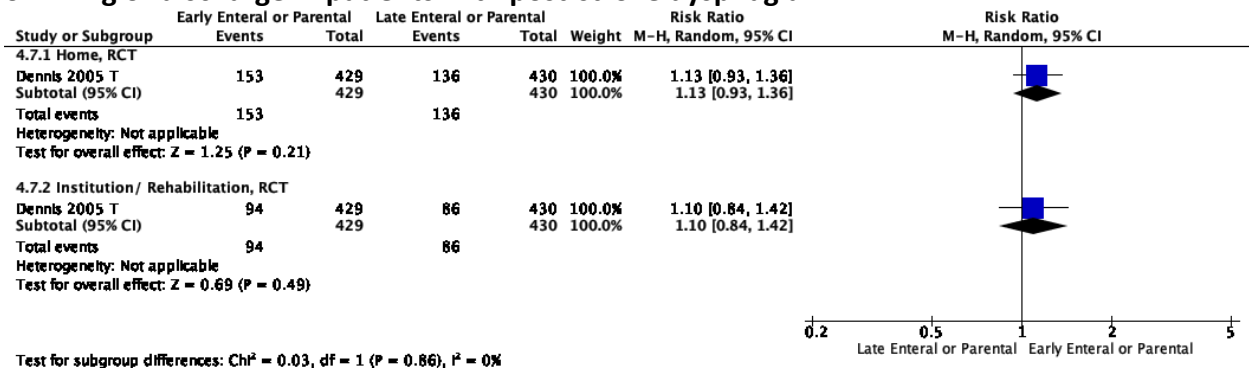 Early Enteral or Parental Late Enteral or Parental Risk Ratio Risk Ratio
Study or Subgroup Events Total Events Total Weight M-H, Random, 95% CI M-H, Random, 95% CI
4.7.1 Home, RCT
Dennis 2005 T 153 429 136 430 100.0% 1.13 [0.93, 1.36]
Subtotal (95% CI) 429 430 100.0% 1.13 [0.93, 1.36]
Total events 153 136
Heterogeneity: Not applicable
Test for overall effect: Z = 1.25 (P = 0.21)
4.7.2 Institution/ Rehabilitation, RCT
Dennis 2005 T 94 429 86 430 100.0% 1.10 [0.84, 1.42]
Subtotal (95% CI) 429 430 100.0% 1.10 [0.84, 1.42]
Total events 94 86
Heterogeneity: Not applicable
Test for overall effect: Z = 0.69 (P = 0.49)
0.2 0.5 1 2 5
Late Enteral or Parental Early Enteral or Parental
Test for subgroup differences: Chi² = 0.03, df = 1 (P = 0.86), I² = 0%